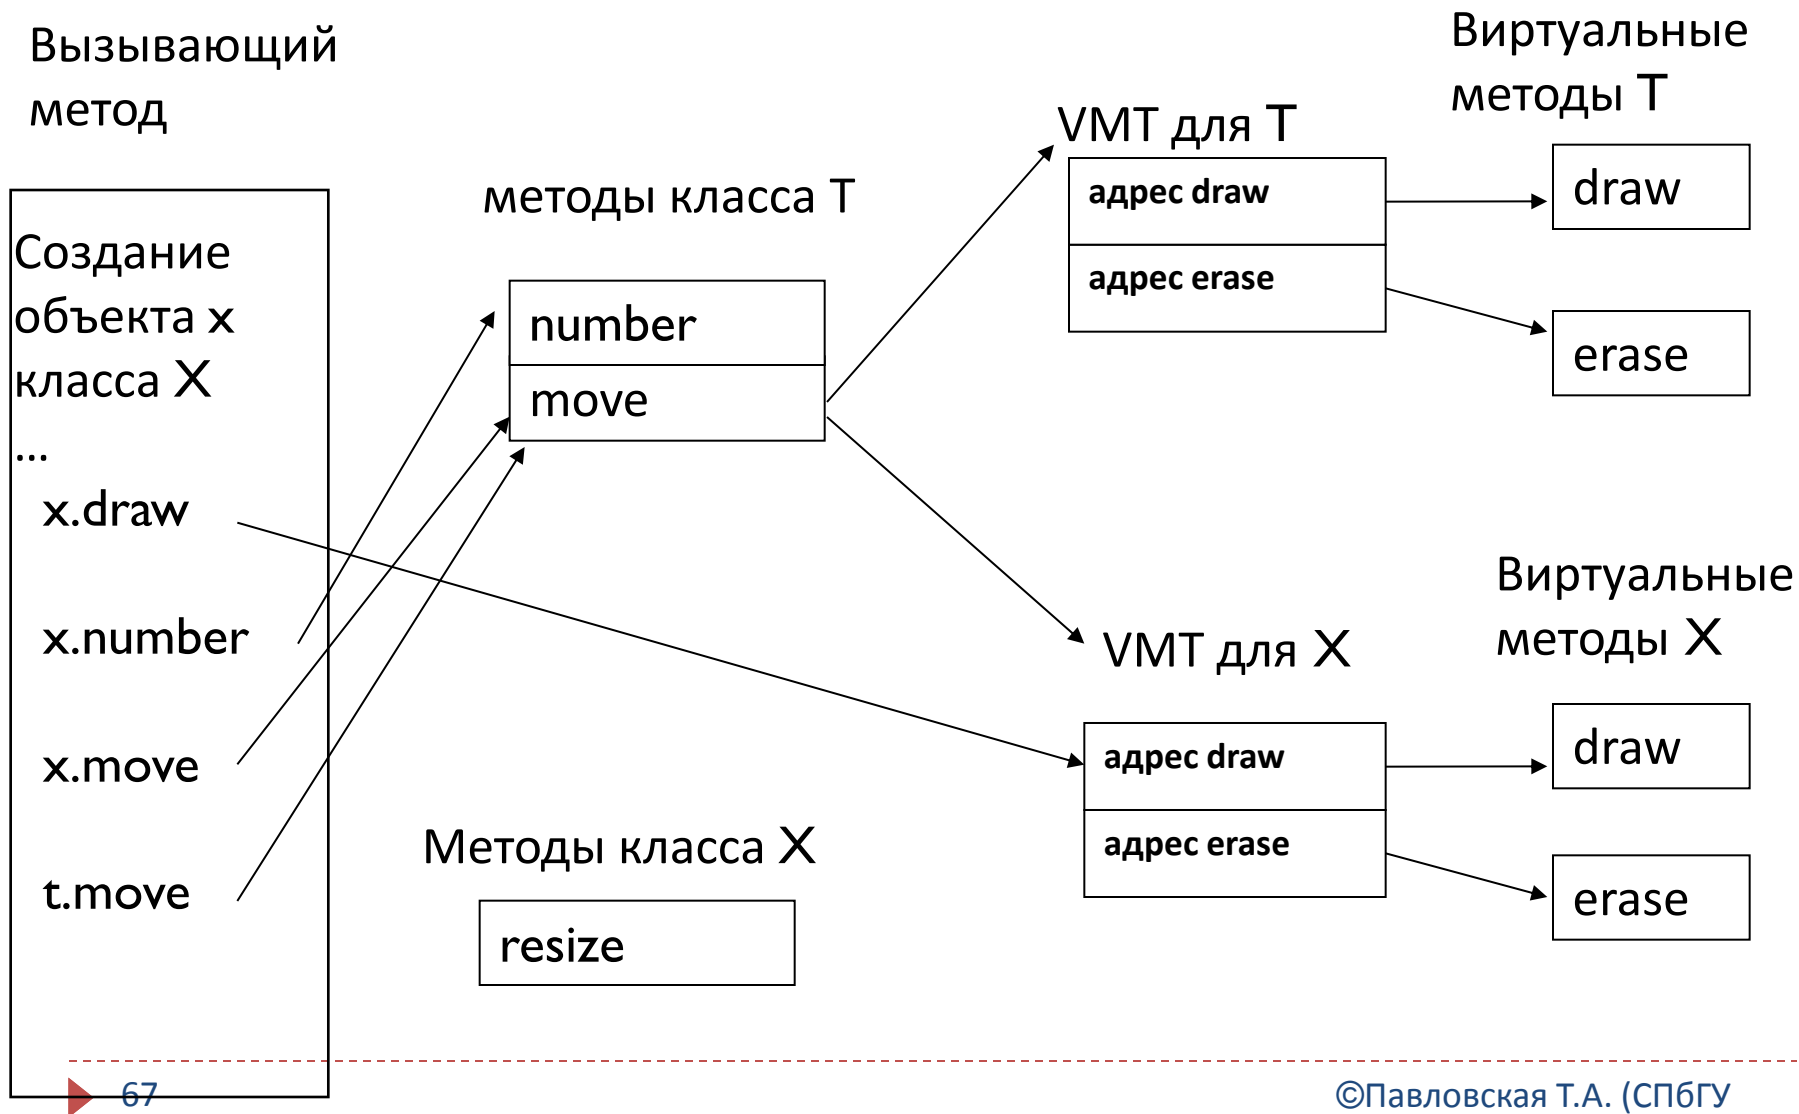 Вызывающий
метод
Создание
объекта x
класса X
...
x.draw
x.number
x.move
t.move
методы класса T
number
move
Методы класса X
resize
VMT для T
адрес draw
адрес erase
Виртуальные
методы T
draw
erase
VMT для X
адрес draw
адрес erase
Виртуальные
методы X
draw
erase
67
©Павловская Т.А. (СПбГУ